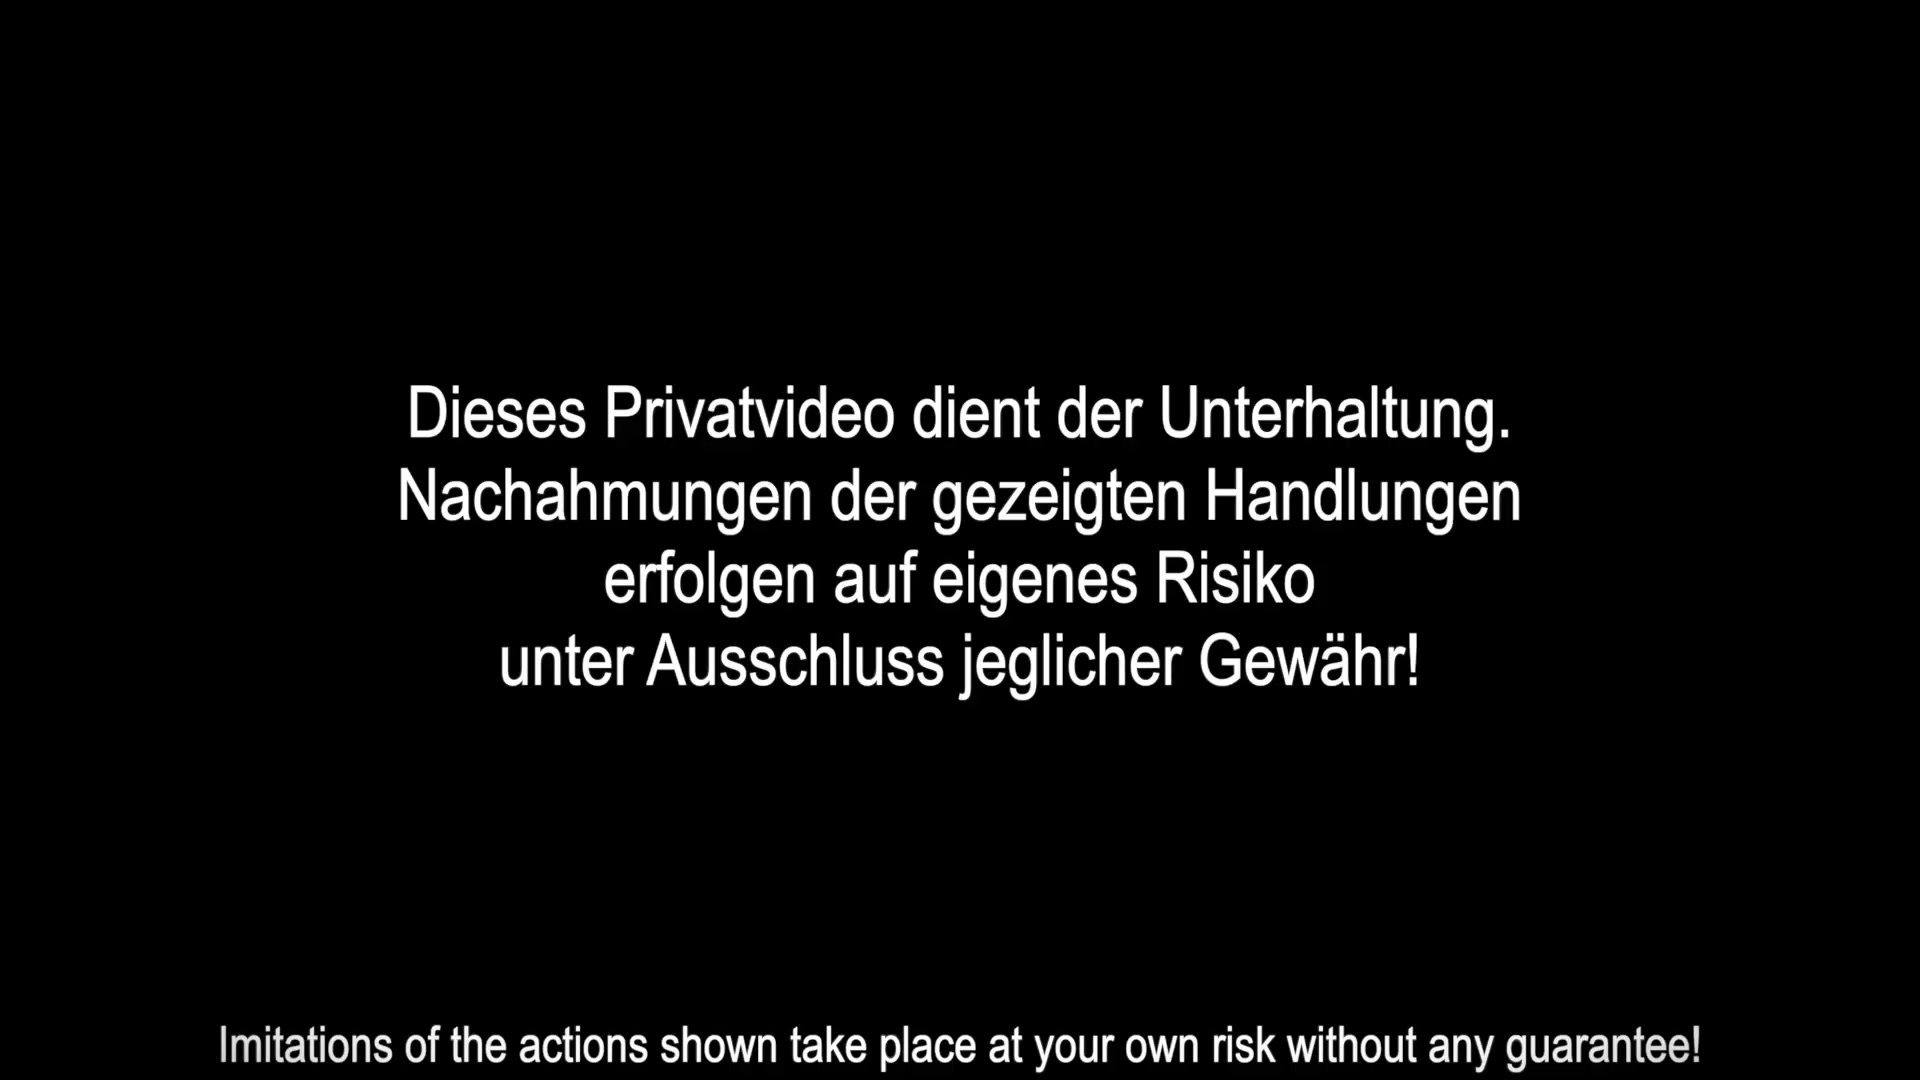 Dieses Privatvideo dient der Unterhaltung.
Nachahmungen der gezeigten Handlungen
erfolgen auf eigenes Risiko
unter Ausschluss jeglicher Gewähr!
Imitations of the actions shown take place at your own risk without any guarantee!